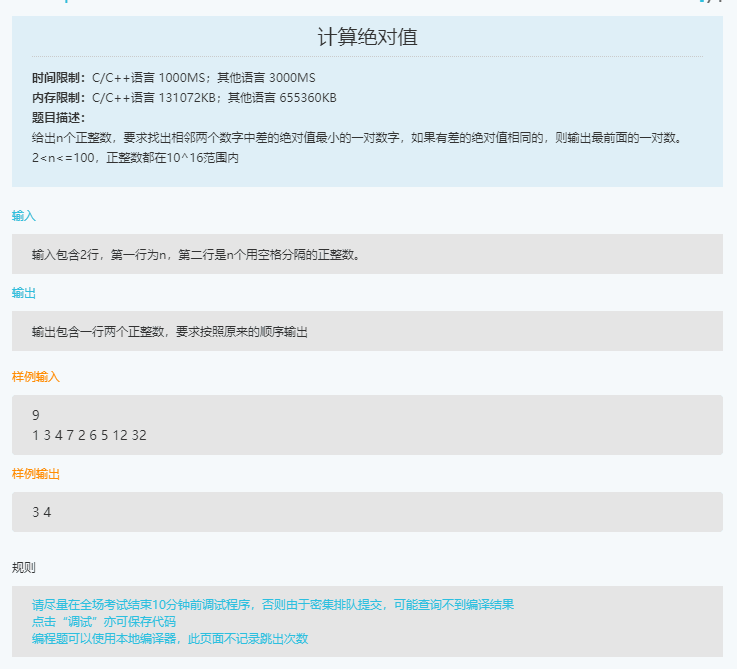 计算绝对值
时间限制：C/C++语言 1000MS；其他语言 3000MS
内存限制：C/C++语言 131072KB；其他语言 655360KB
题目描述：
给出n个正整数，要求找出相邻两个数字中差的绝对值最小的一对数字，如果有差的绝对值相同的，则输出最前面的一对数。
2<n<=100，正整数都在10^16范围内
输入
输入包含2行，第一行为n，第二行是n个用空格分隔的正整数。
输出
输出包含一行两个正整数，要求按照原来的顺序输出
样例输入
9
1 3 4 7 2 6 5 12 32
样例输出
3 4
规则
请尽量在全场考试结束10分钟前调试程序，否则由于密集排队提交，可能查询不到编译结果
点击“调试”亦可保存代码
编程题可以使用本地编译器，此页面不记录跳出次数